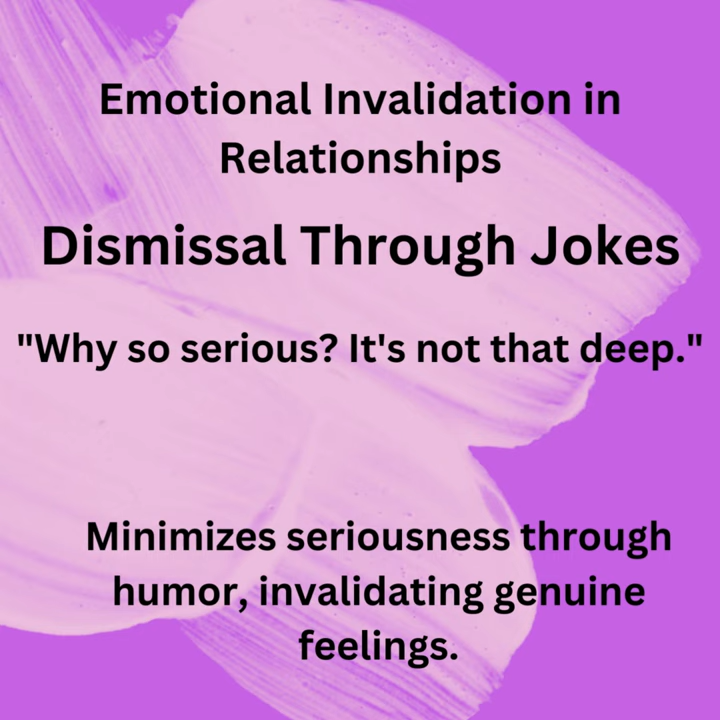 Emotional Invalidation in
Relationships
Dismissal Through Jokes
"Why so serious? It's not that deep."
Minimizes seriousness through
humor, invalidating genuine
feelings.